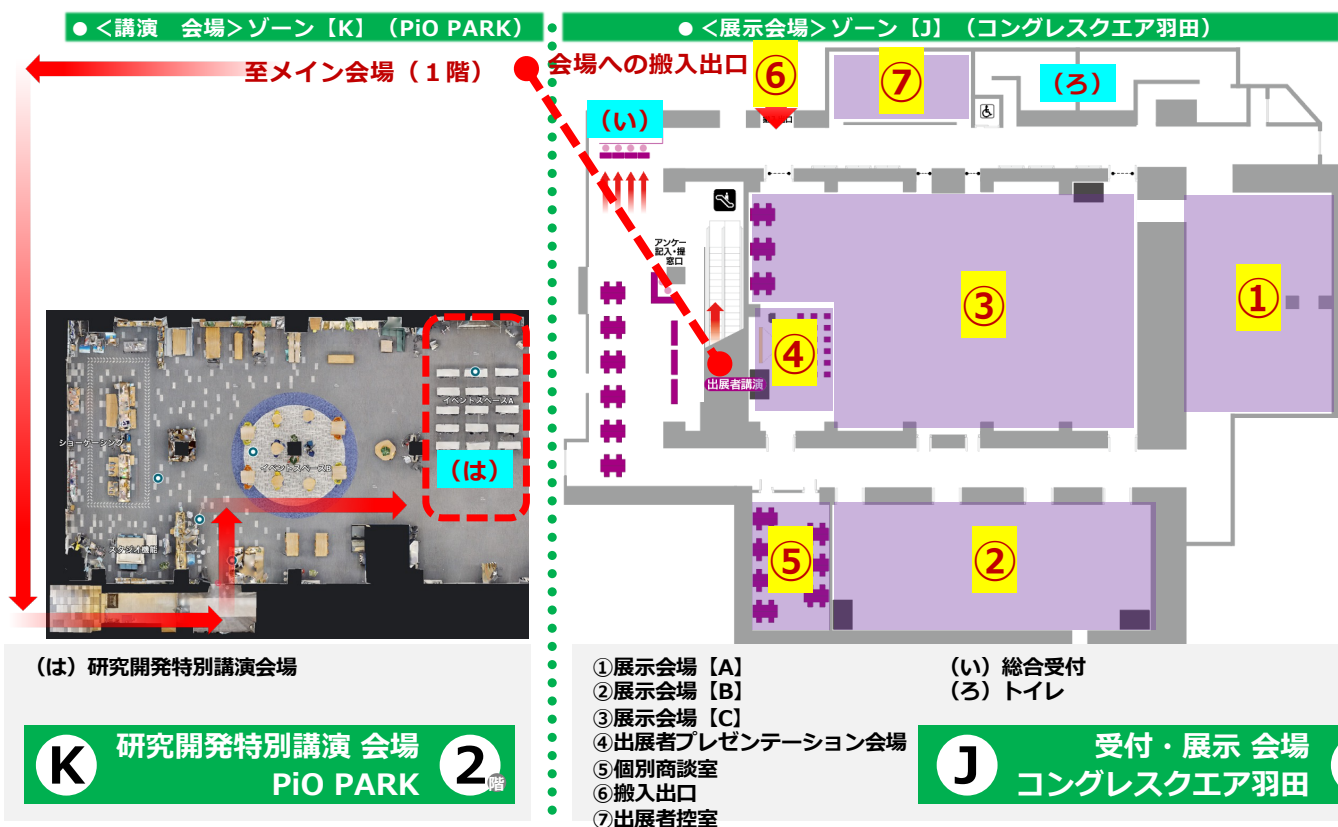 ● ＜講演　会場＞ゾーン【K】（PiO PARK）
● ＜展示会場＞ゾーン【J】（コングレスクエア羽田）
至メイン会場（１階）
会場への搬入出口
⑥
⑦
（ろ）
（い）
アンケー
記入・提
窓口
③
①
④
出展者講演
イベントスペースA
ショーケーシング
イベントスペースB
（は）
スタジオ機能
⑤
②
（は）研究開発特別講演会場
K
研究開発特別講演 会場
PiO PARK
2階
①展示会場【A】
②展示会場【B】
③展示会場【C】
④出展者プレゼンテーション会場
⑤個別商談室
⑥搬入出口
⑦出展者控室
（い）総合受付
（ろ）トイレ
J
受付・展示 会場
コングレスクエア羽田